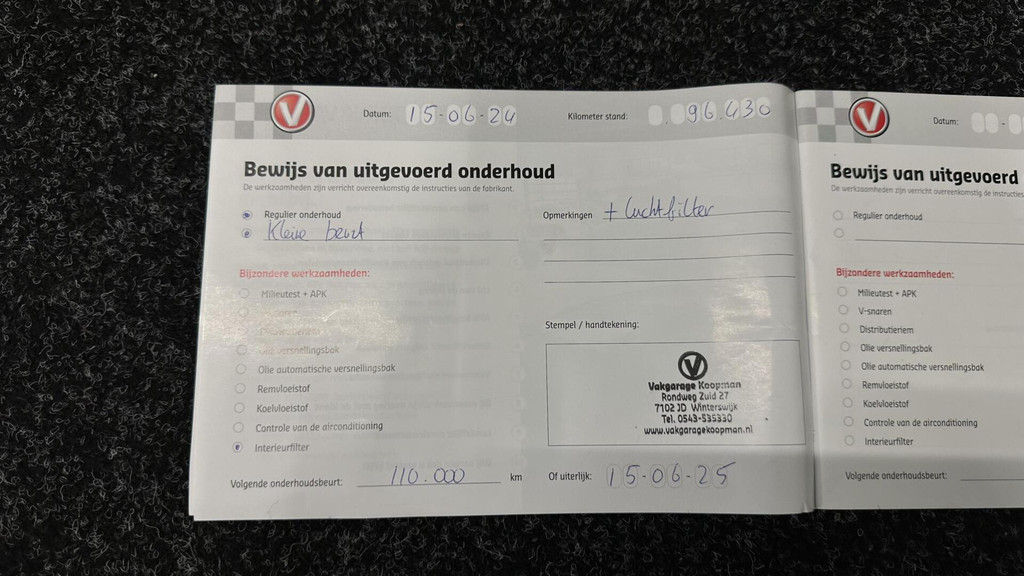 V
Datum: 15-06-24
Kilometer stand: 96.430
Bewijs van uitgevoerd onderhoud
De werkzaamheden zijn verricht overeenkomstig de instructies van de fabrikant.
Regulier onderhoud
Kleine beurt
Opmerkingen + luchtfilter
Bijzondere werkzaamheden:
Milieutest + APK
Olie versnellingsbak
Olie automatische versnellingsbak
Remvloeistof
Koelvloeistof
Controle van de airconditioning
Interieurfilter
Stempel / handtekening:
V
Vakgarage Koopman
Rondweg Zuid 27
7102 JD Winterswijk
Tel. 0543-535330
www.vakgaragekoopman.nl
Volgende onderhoudsbeurt: 110.000 km
Of uiterlijk: 15-06-25
V
Datum:
Bewijs van uitgevoerd
De werkzaamheden zijn verricht overeenkomstig de instructies
Regulier onderhoud
Bijzondere werkzaamheden:
Milieutest + APK
V-snaren
Distributieriem
Olie versnellingsbak
Olie automatische versnellingsbak
Remvloeistof
Koelvloeistof
Controle van de airconditioning
Interieurfilter
Volgende onderhoudsbeurt: